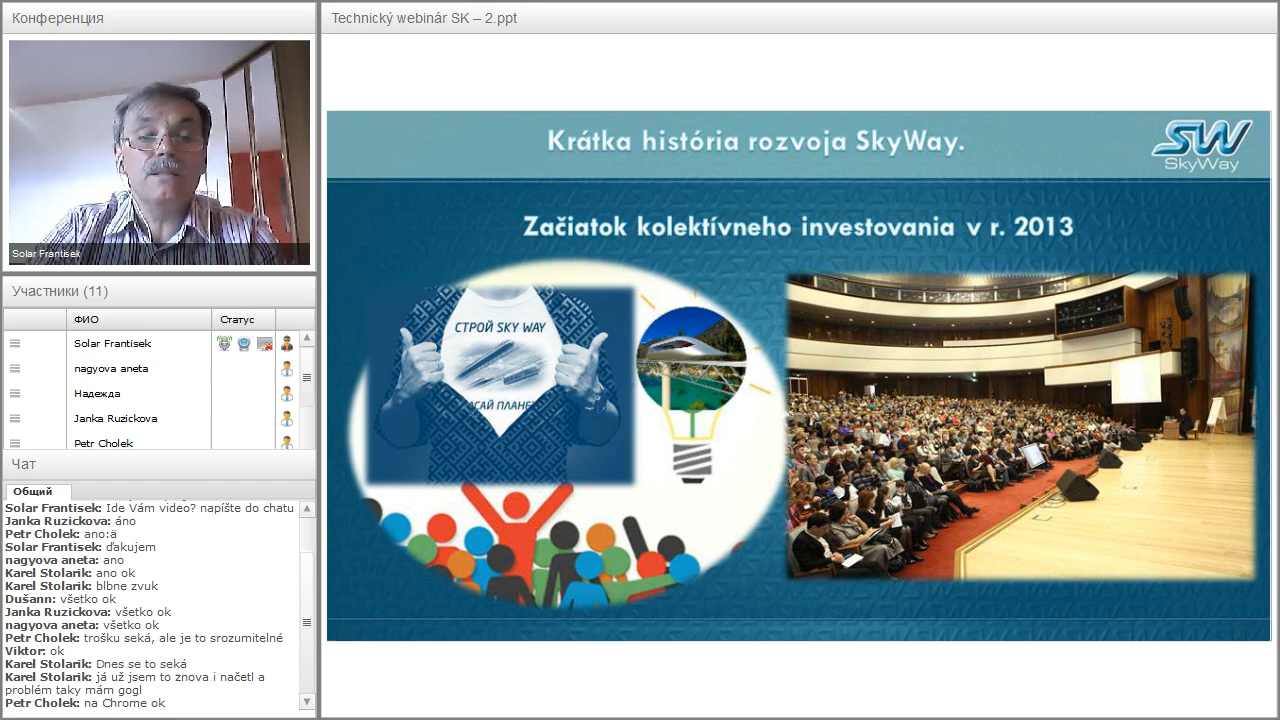 Конференция
Solar Frantisek
Участники (11)
ФИО
Статус
Solar Frantisek
nagyova aneta
Надежда
Janka Ruzickova
Petr Cholek
Чат
Общий
Solar Frantisek: Ide Vám video? napíšte do chatu
Janka Ruzickova: áno
Petr Cholek: ano:ä
Solar Frantisek: ďakujem
nagyova aneta: ano
Karel Stolarik: ano ok
Karel Stolarik: blbne zvuk
Dušann: všetko ok
Janka Ruzickova: všetko ok
nagyova aneta: všetko ok
Petr Cholek: trošku seká, ale je to srozumitelné
Viktor: ok
Karel Stolarik: Dnes se to seká
Karel Stolarik: já už jsem to znova i načetl a
problém taky mám gogl
Petr Cholek: na Chrome ok
Technický webinár SK – 2.ppt
Krátka história rozvoja SkyWay.
SW
SkyWay
Začiatok kolektívneho investovania v r. 2013
СТРОЙ SKY WAY
АСАЙ ПЛАНЕ